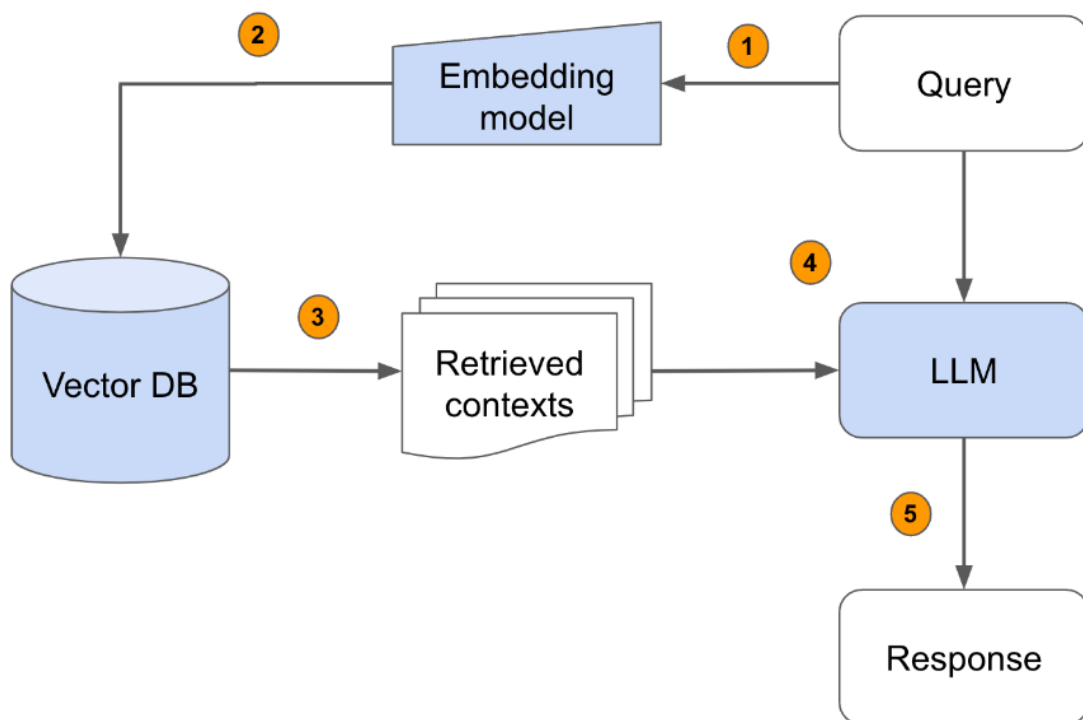 2
1
Embedding
model
Query
4
3
Vector DB
Retrieved
contexts
LLM
5
Response